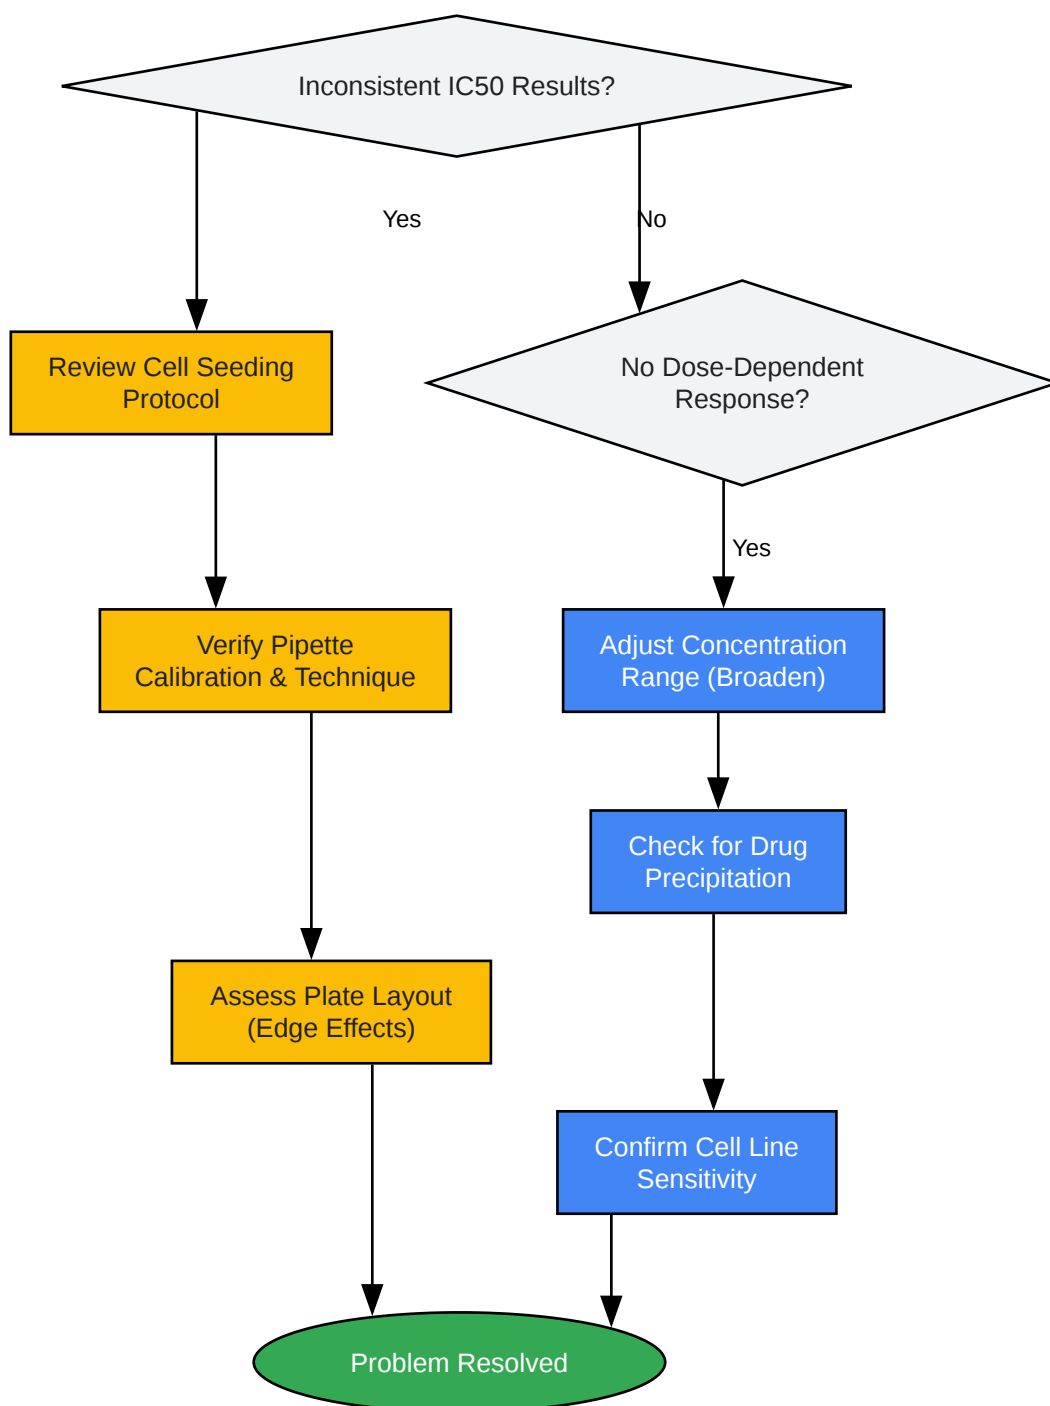 Inconsistent IC50 Results?
Yes
No
Review Cell Seeding
Protocol
No Dose-Dependent
Response?
Yes
Verify Pipette
Calibration & Technique
Adjust Concentration
Range (Broaden)
Check for Drug
Precipitation
Assess Plate Layout
(Edge Effects)
Confirm Cell Line
Sensitivity
Problem Resolved